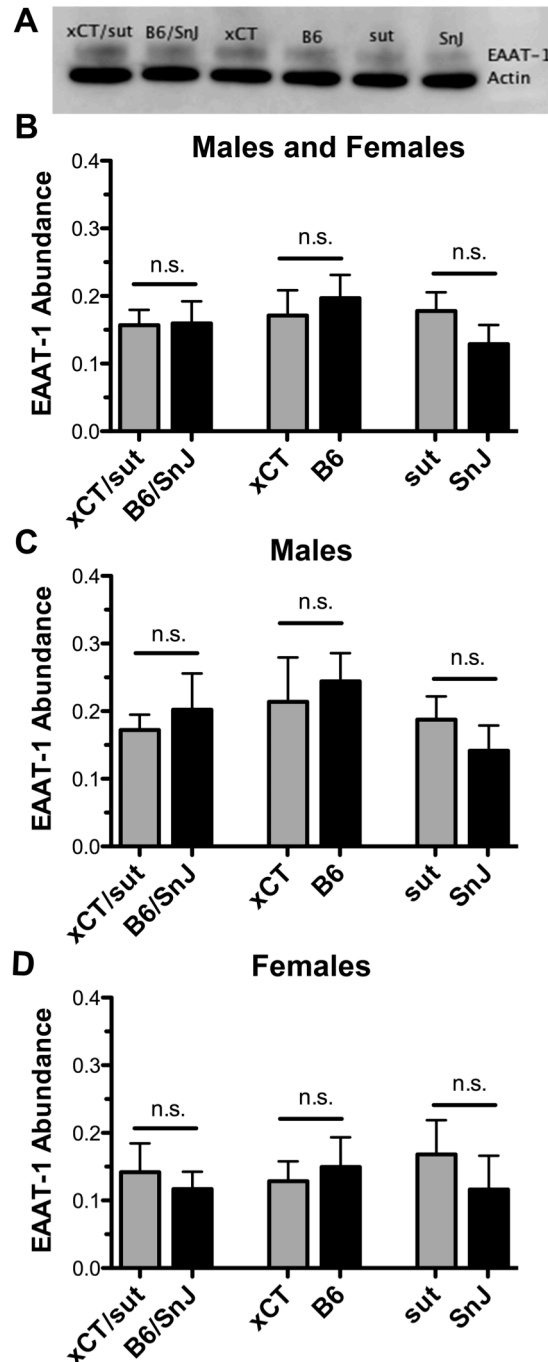 A
xCT/sut B6/SnJ xCT B6 sut SnJ
EAAT-1
Actin
B
Males and Females
EAAT-1 Abundance
0.4
0.3
0.2
0.1
0.0
n.s.
n.s.
n.s.
xCT/sut
B6/SnJ
xCT
B6
sut
SnJ
C
Males
EAAT-1 Abundance
0.4
0.3
0.2
0.1
0.0
n.s.
n.s.
n.s.
xCT/sut
B6/SnJ
xCT
B6
sut
SnJ
D
Females
EAAT-1 Abundance
0.4
0.3
0.2
0.1
0.0
n.s.
n.s.
n.s.
xCT/sut
B6/SnJ
xCT
B6
sut
SnJ